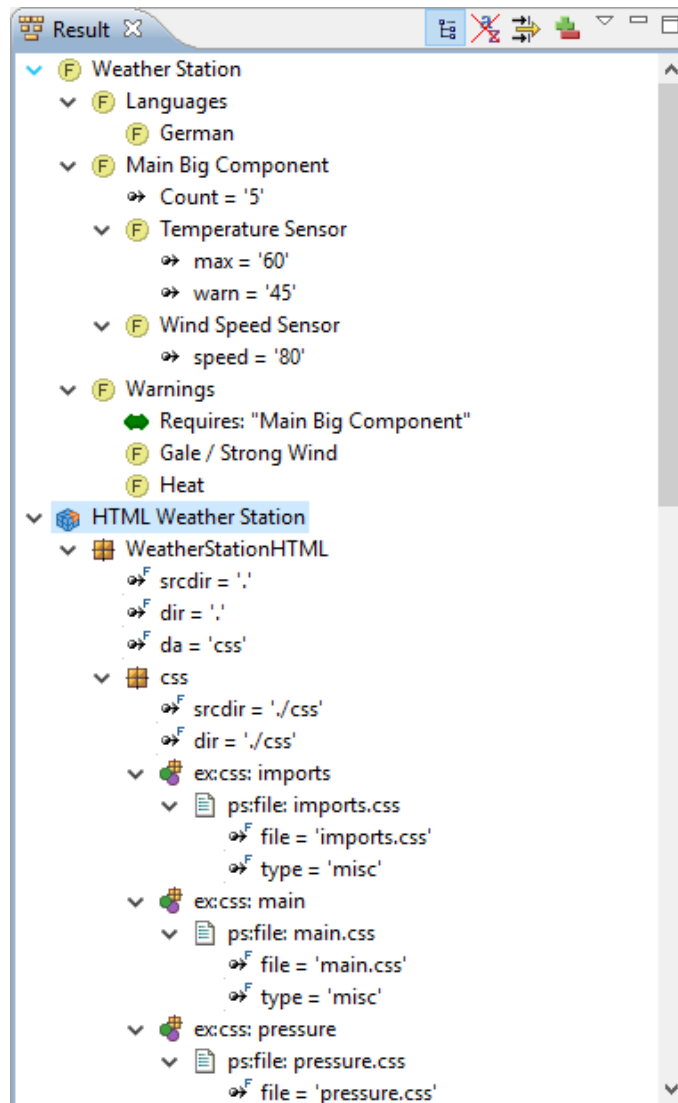 Result
Weather Station
Languages
German
Main Big Component
Count = '5'
Temperature Sensor
max = '60'
warn = '45'
Wind Speed Sensor
speed = '80'
Warnings
Requires: "Main Big Component"
Gale / Strong Wind
Heat
HTML Weather Station
WeatherStationHTML
srcdir = '.'
dir = '.'
da = 'css'
css
srcdir = './css'
dir = './css'
ex:css: imports
ps:file: imports.css
file = 'imports.css'
type = 'misc'
ex:css: main
ps:file: main.css
file = 'main.css'
type = 'misc'
ex:css: pressure
ps:file: pressure.css
file = 'pressure.css'